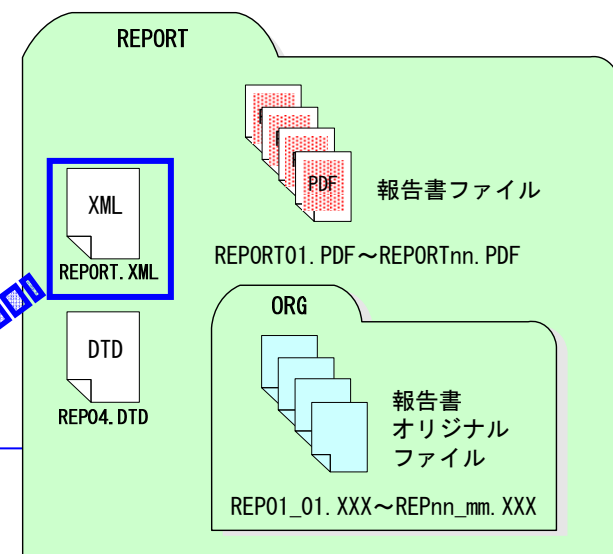 REPORT
PDF
報告書ファイル
REPORT01.PDF～REPORTnn.PDF
XML
REPORT.XML
DTD
REP04.DTD
ORG
報告書
オリジナル
ファイル
REP01_01.XXX～REPnn_mm.XXX